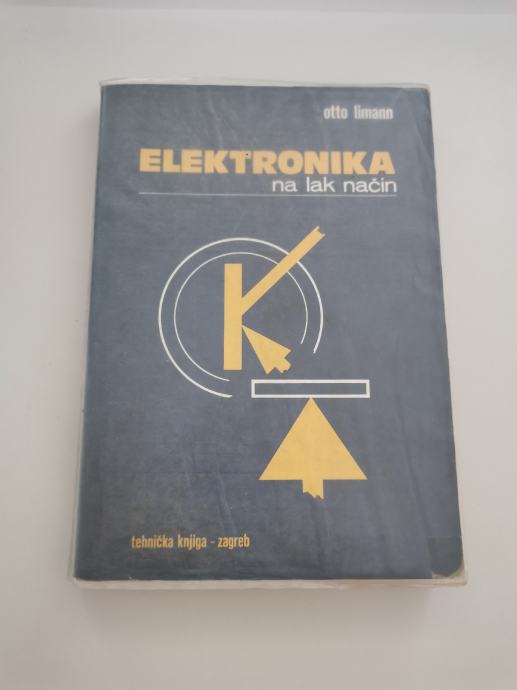 otto limann
ELEKTRONIKA
na lak način
tehnička knjiga - zagreb